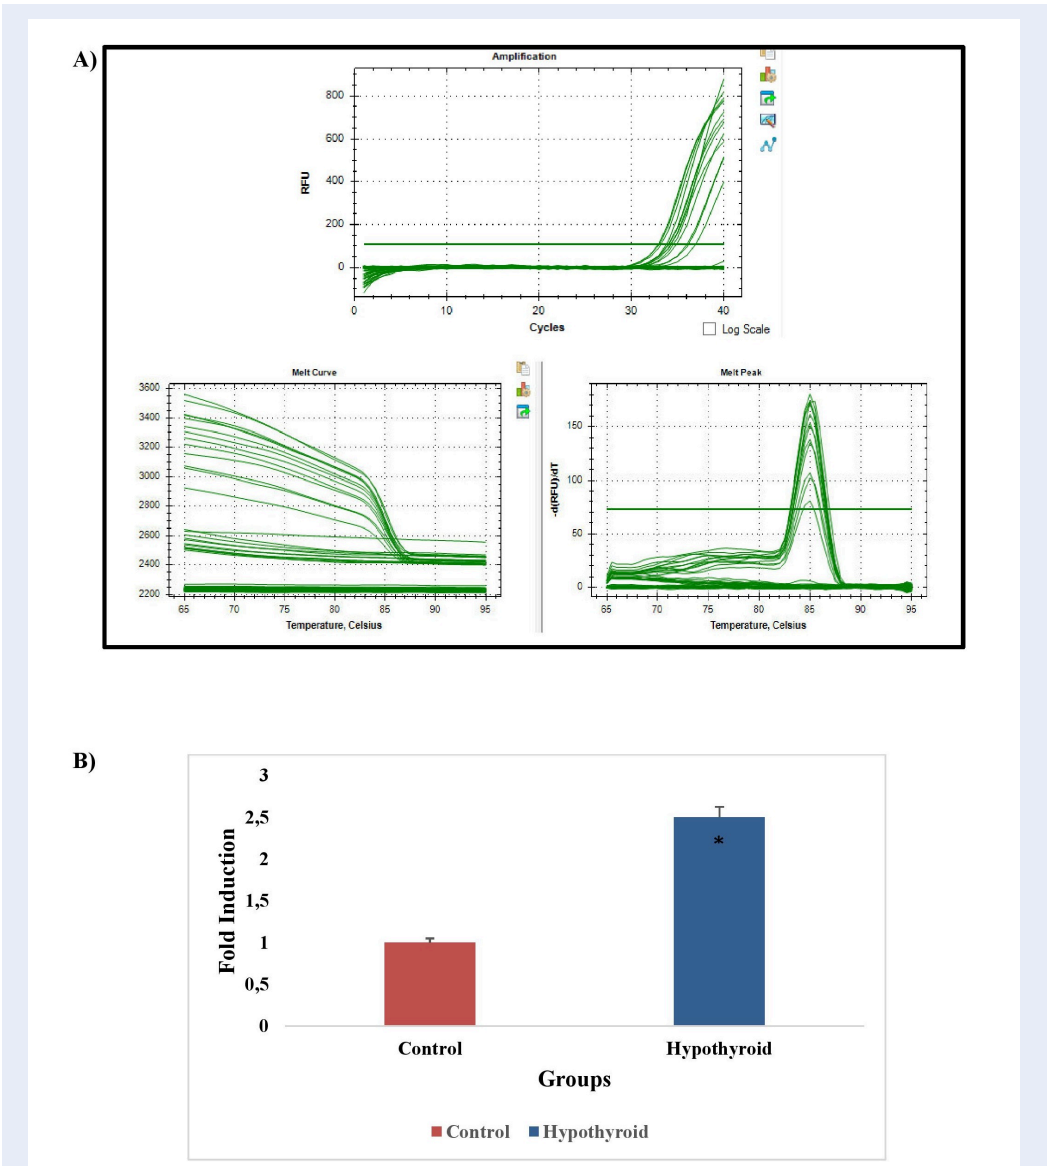 A)
Amplification
800
600
400
200
0
RFU
0 10 20 30 40
Cycles
Log Scale
Melt Curve
3600
3400
3200
3000
2800
2600
2400
2200
65 70 75 80 85 90 95
Temperature, Celsius
Melt Peak
150
100
50
0
-d(RFU)/dT
65 70 75 80 85 90 95
Temperature, Celsius
B)
3
2,5
2
1,5
1
0,5
0
Fold Induction
*
Control Hypothyroid
Groups
Control Hypothyroid